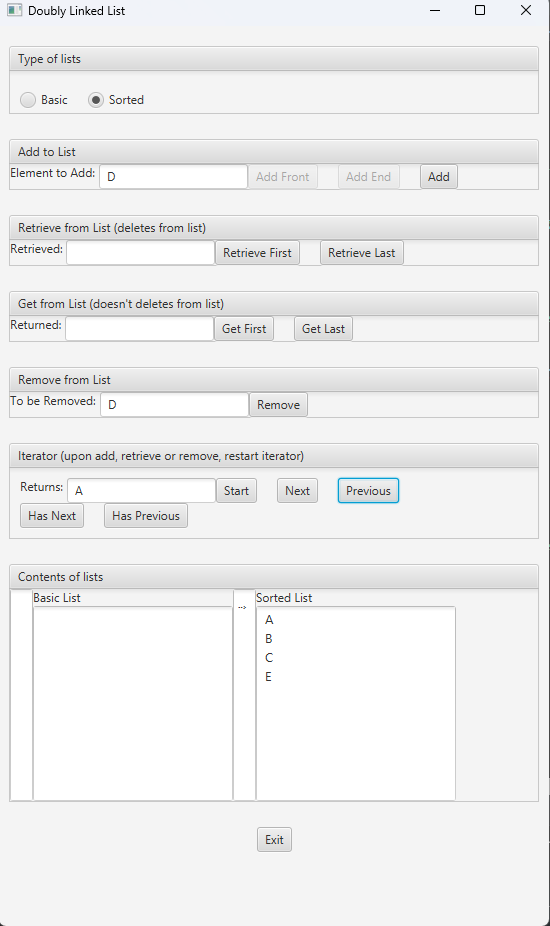 Doubly Linked List
Type of lists
Basic Sorted
Add to List
Element to Add: D Add Front Add End Add
Retrieve from List (deletes from list)
Retrieved: Retrieve First Retrieve Last
Get from List (doesn't deletes from list)
Returned: Get First Get Last
Remove from List
To be Removed: D Remove
Iterator (upon add, retrieve or remove, restart iterator)
Returns: A Start Next Previous
Has Next Has Previous
Contents of lists
Basic List Sorted List
-->
A
B
C
E
Exit